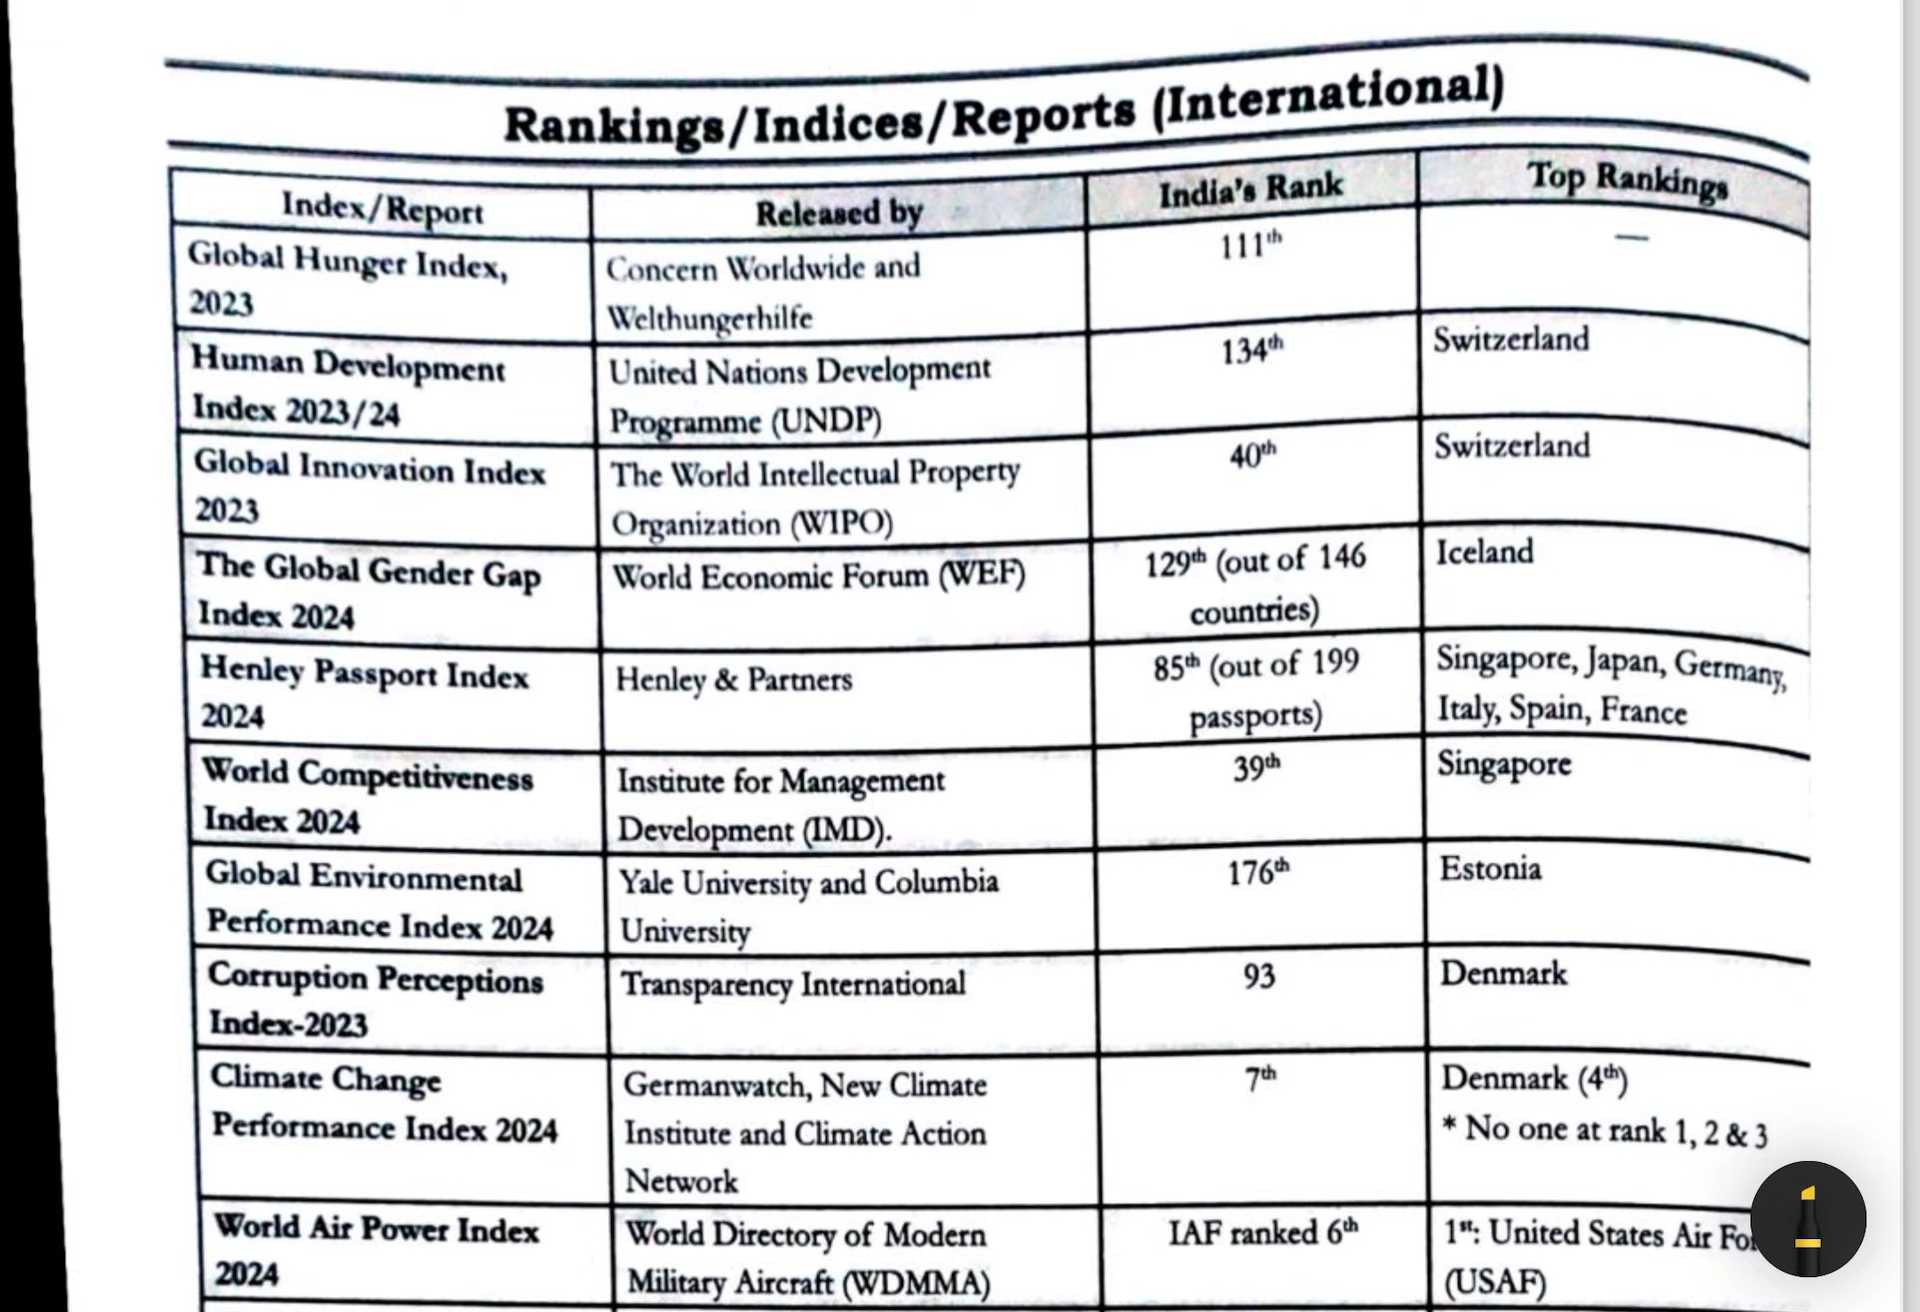 Rankings/Indices/Reports (International)
Index/Report Released by India's Rank Top Rankings
Global Hunger Index, Concern Worldwide and 111th —
2023 Welthungerhilfe
Human Development United Nations Development 134th Switzerland
Index 2023/24 Programme (UNDP)
Global Innovation Index The World Intellectual Property 40th Switzerland
2023 Organization (WIPO)
The Global Gender Gap World Economic Forum (WEF) 129th (out of 146 Iceland
Index 2024 countries)
Henley Passport Index Henley & Partners 85th (out of 199 Singapore, Japan, Germany,
2024 passports) Italy, Spain, France
World Competitiveness Institute for Management 39th Singapore
Index 2024 Development (IMD).
Global Environmental Yale University and Columbia 176th Estonia
Performance Index 2024 University
Corruption Perceptions Transparency International 93 Denmark
Index-2023
Climate Change Germanwatch, New Climate 7th Denmark (4th)
Performance Index 2024 Institute and Climate Action * No one at rank 1, 2 & 3
Network
World Air Power Index World Directory of Modern IAF ranked 6th 1st: United States Air
2024 Military Aircraft (WDMMA) (USAF)